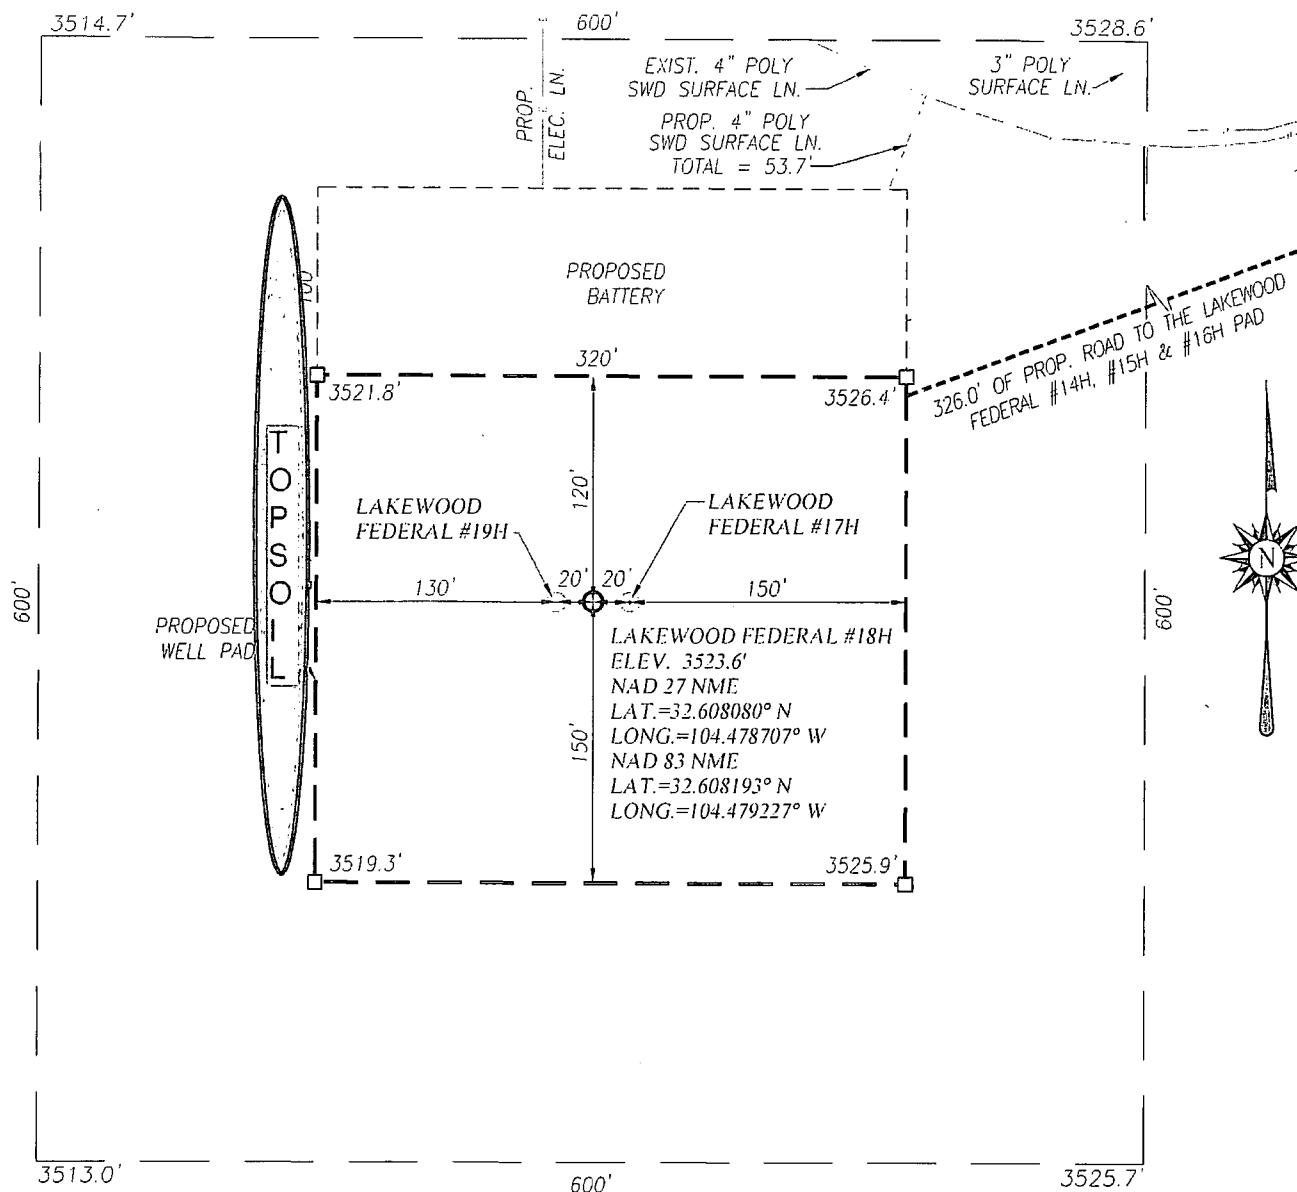 3514.7'
600'
3528.6'
EXIST. 4" POLY
SWD SURFACE LN.
3" POLY
SURFACE LN.
PROP.
ELEC. LN.
PROP. 4" POLY
SWD SURFACE LN.
TOTAL = 53.7'
100'
PROPOSED
BATTERY
320'
3521.8'
3526.4'
326.0' OF PROP. ROAD TO THE LAKEWOOD
FEDERAL #14H, #15H & #16H PAD
TOPSOIL
120'
LAKEWOOD
FEDERAL #19H
LAKEWOOD
FEDERAL #17H
N
20'
20'
130'
150'
600'
600'
PROPOSED
WELL PAD
LAKEWOOD FEDERAL #18H
ELEV. 3523.6'
NAD 27 NME
LAT.=32.608080° N
LONG.=104.478707° W
NAD 83 NME
LAT.=32.608193° N
LONG.=104.479227° W
150'
3519.3'
3525.9'
3513.0'
600'
3525.7'